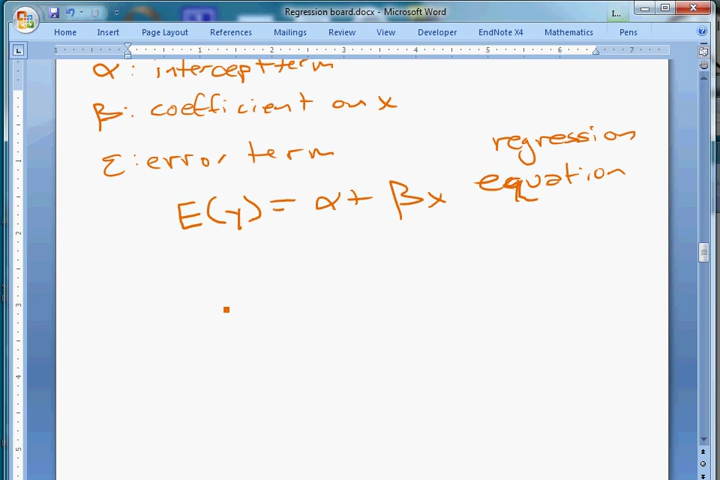 Regression board.docx - Microsoft Word
Home Insert Page Layout References Mailings Review View Developer EndNote X4 Mathematics Pens
α: intercept term
β: coefficient on x
Σ: error term
regression
equation
E(y) = α + βx